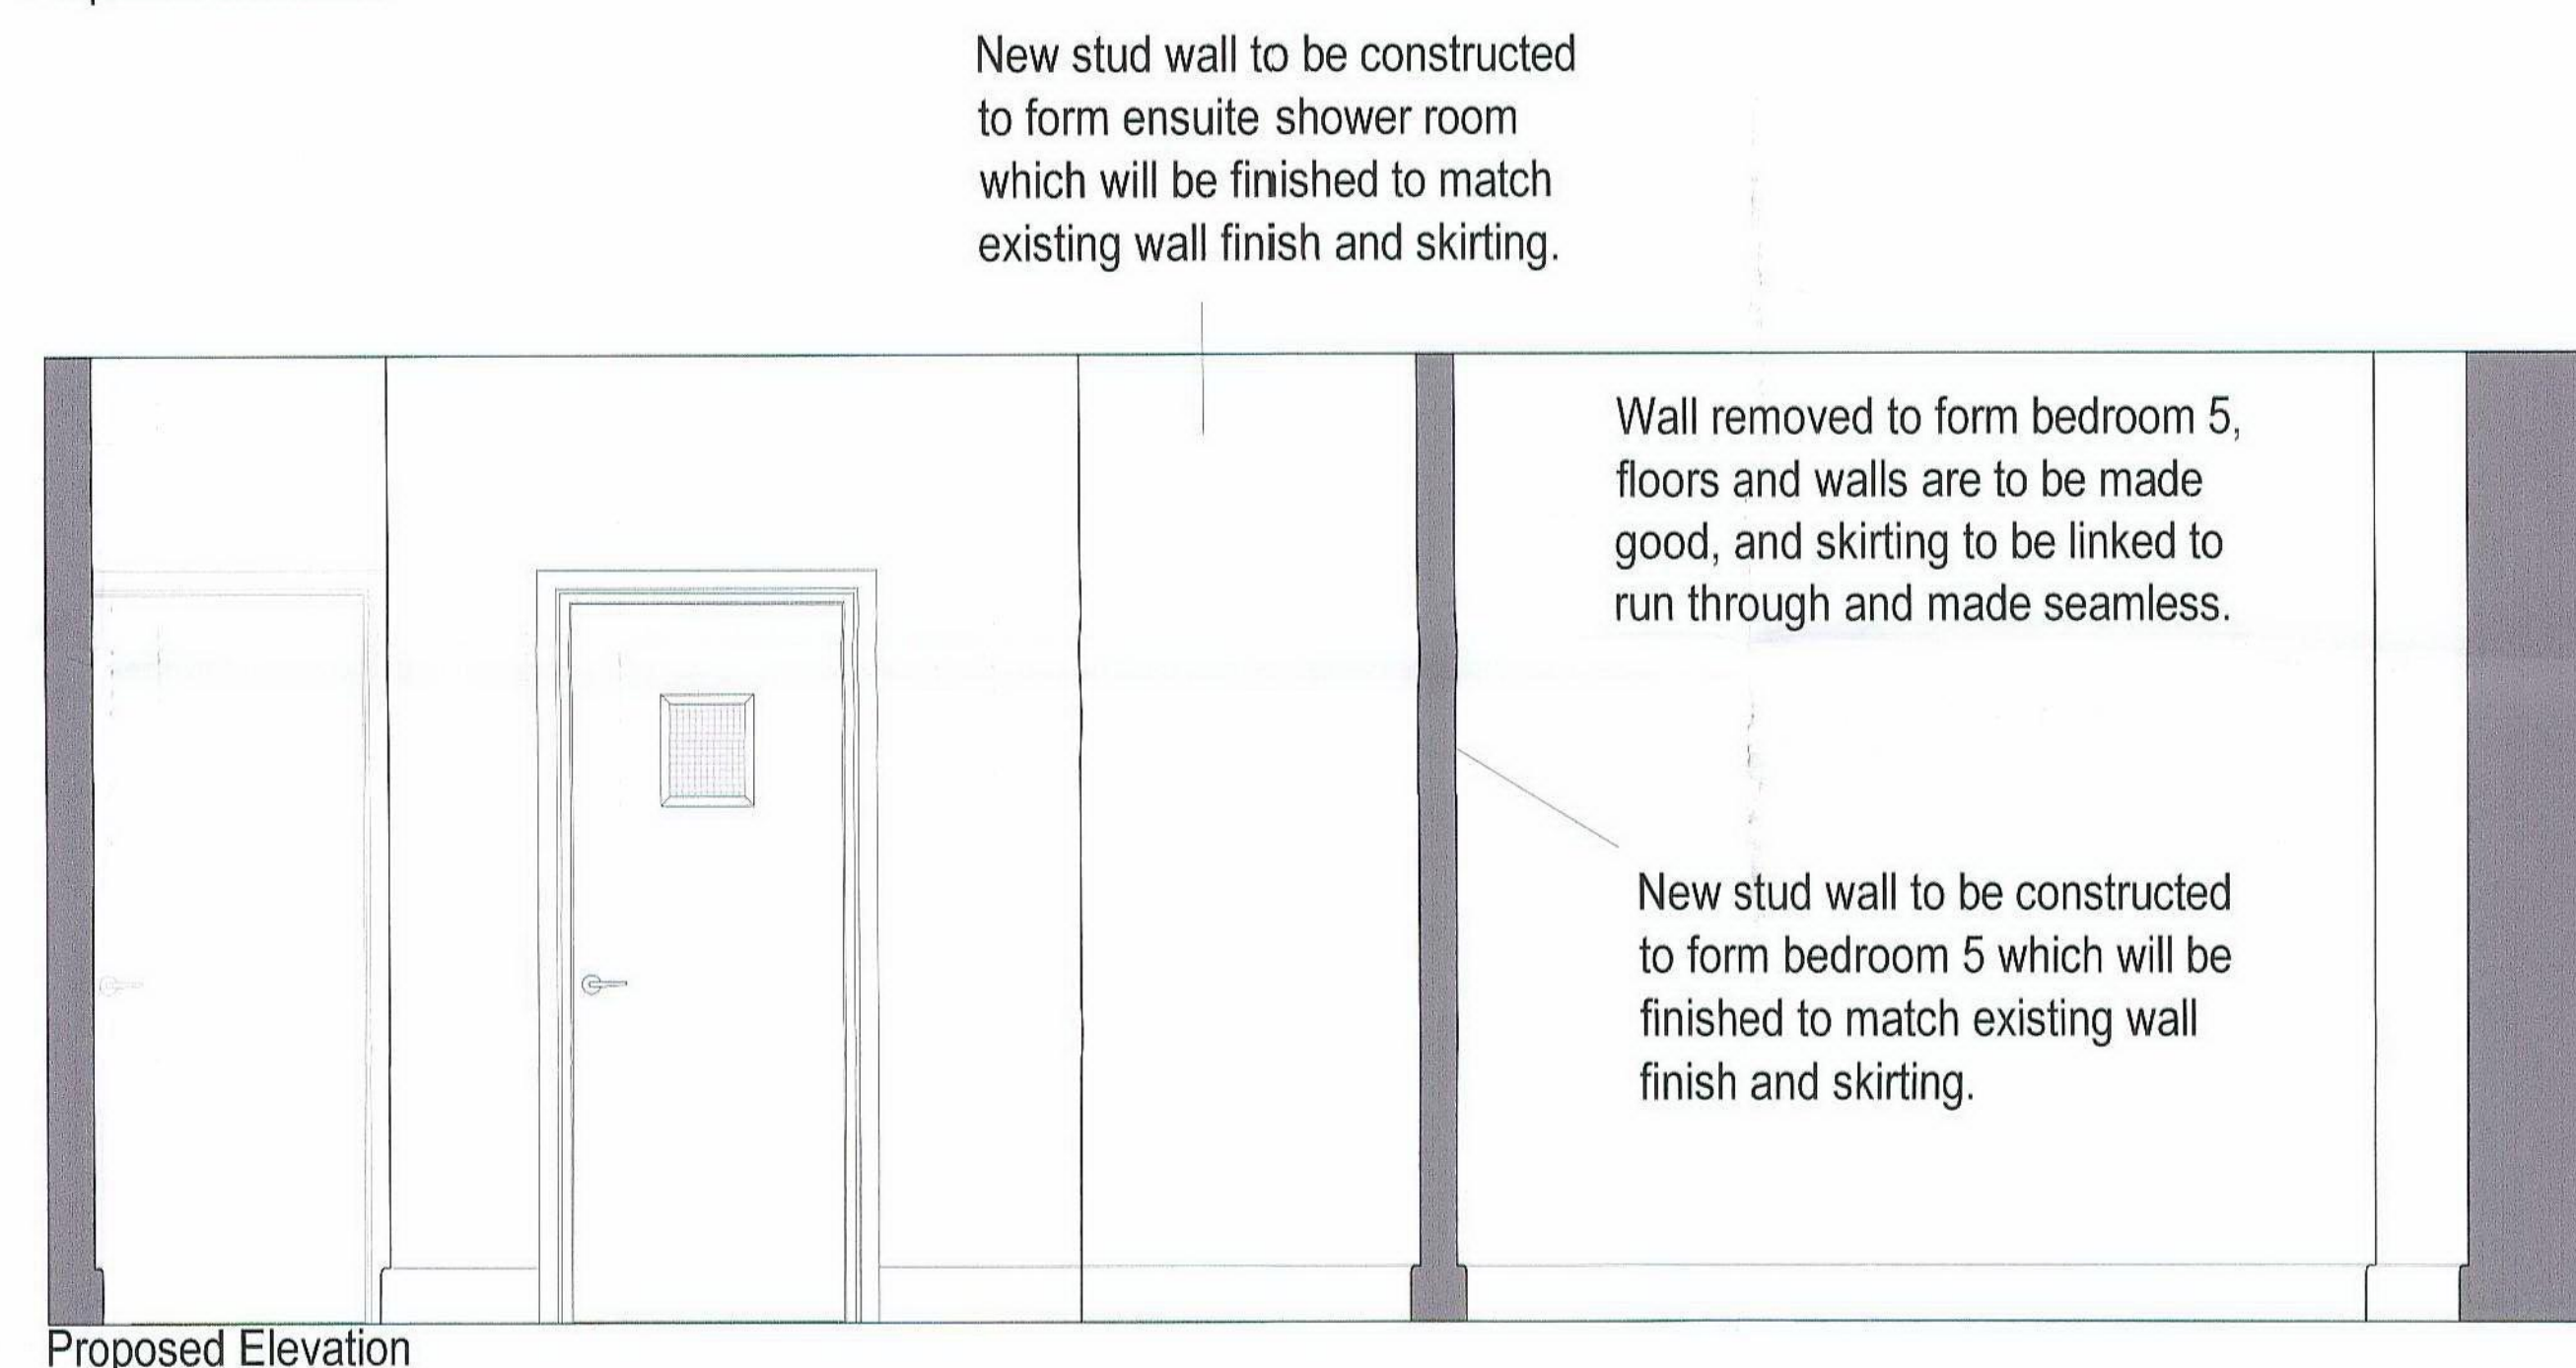 New stud wall to be constructed
to form ensuite shower room
which will be finished to match
existing wall finish and skirting.
Wall removed to form bedroom 5,
floors and walls are to be made
good, and skirting to be linked to
run through and made seamless.
New stud wall to be constructed
to form bedroom 5 which will be
finished to match existing wall
finish and skirting.
Proposed Elevation